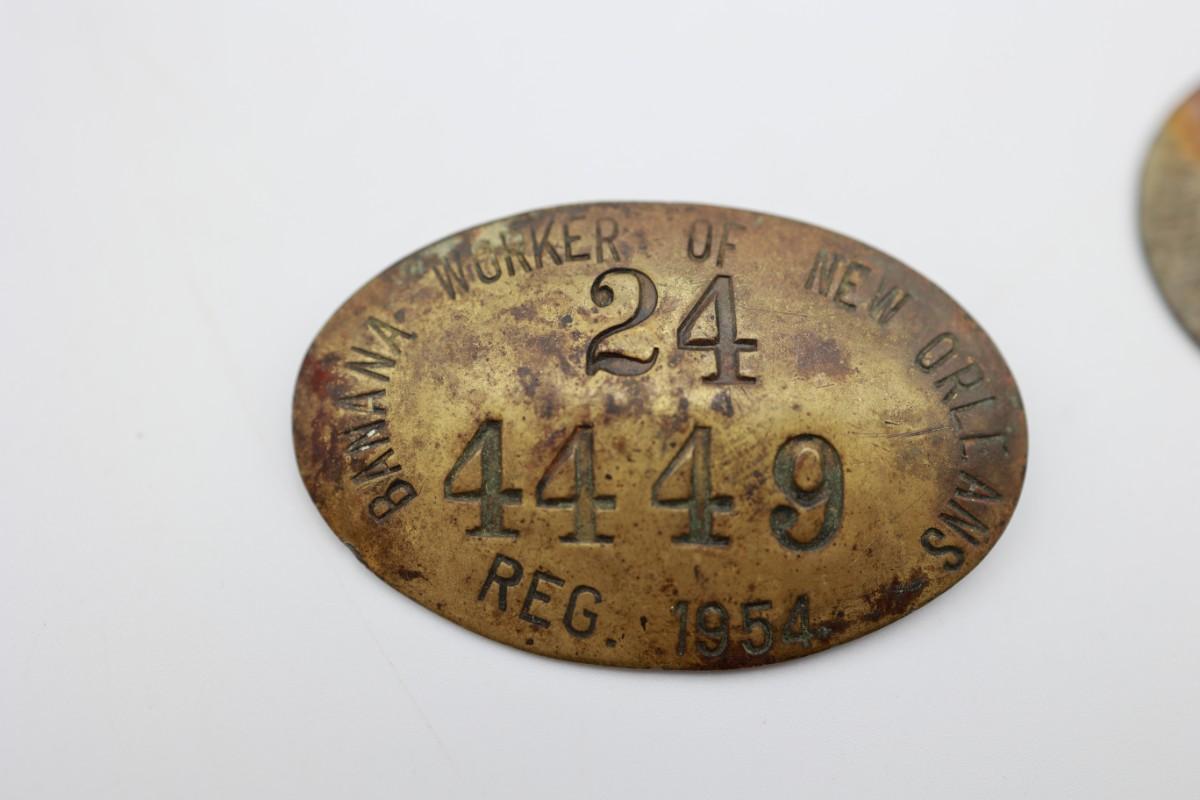 BANANA WORKER OF NEW ORLEANS
24
4449
REG. 1954